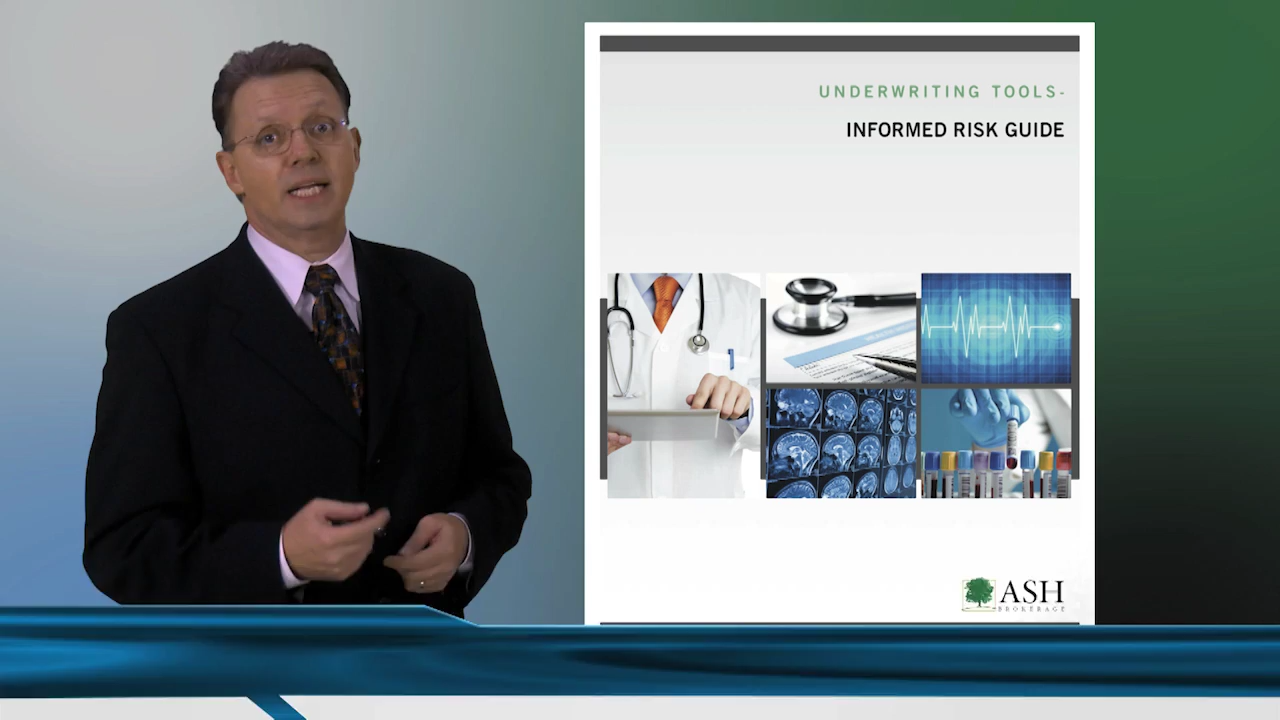 UNDERWRITING TOOLS-
INFORMED RISK GUIDE
ASH
BROKERAGE